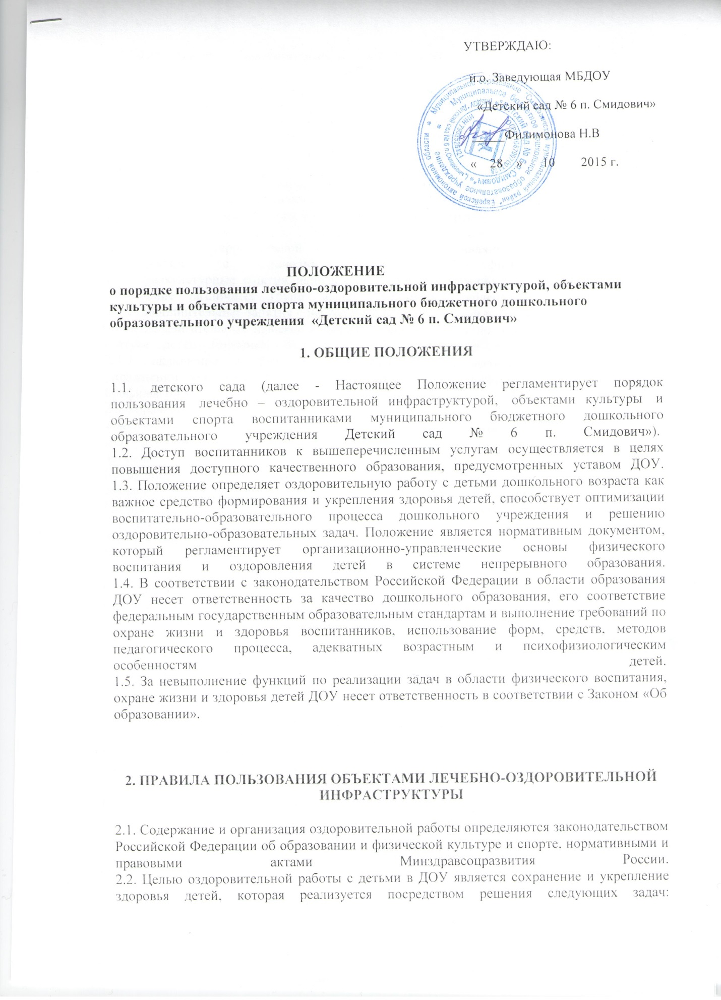 УТВЕРЖДАЮ:
и.о. Заведующая МБДОУ
«Детский сад № 6 п. Смидович»
Филимонова Н.В
« 28 » 10 2015 г.
ПОЛОЖЕНИЕ
о порядке пользования лечебно-оздоровительной инфраструктурой, объектами
культуры и объектами спорта муниципального бюджетного дошкольного
образовательного учреждения «Детский сад № 6 п. Смидович»
1. ОБЩИЕ ПОЛОЖЕНИЯ
1.1. детского сада (далее - Настоящее Положение регламентирует порядок
пользования лечебно – оздоровительной инфраструктурой, объектами культуры и
объектами спорта воспитанниками муниципального бюджетного дошкольного
образовательного учреждения Детский сад № 6 п. Смидович»).
1.2. Доступ воспитанников к вышеперечисленным услугам осуществляется в целях
повышения доступного качественного образования, предусмотренных уставом ДОУ.
1.3. Положение определяет оздоровительную работу с детьми дошкольного возраста как
важное средство формирования и укрепления здоровья детей, способствует оптимизации
воспитательно-образовательного процесса дошкольного учреждения и решению
оздоровительно-образовательных задач. Положение является нормативным документом,
который регламентирует организационно-управленческие основы физического
воспитания и оздоровления детей в системе непрерывного образования.
1.4. В соответствии с законодательством Российской Федерации в области образования
ДОУ несет ответственность за качество дошкольного образования, его соответствие
федеральным государственным образовательным стандартам и выполнение требований по
охране жизни и здоровья воспитанников, использование форм, средств, методов
педагогического процесса, адекватных возрастным и психофизиологическим
особенностям детей.
1.5. За невыполнение функций по реализации задач в области физического воспитания,
охране жизни и здоровья детей ДОУ несет ответственность в соответствии с Законом «Об
образовании».
2. ПРАВИЛА ПОЛЬЗОВАНИЯ ОБЪЕКТАМИ ЛЕЧЕБНО-ОЗДОРОВИТЕЛЬНОЙ
ИНФРАСТРУКТУРЫ
2.1. Содержание и организация оздоровительной работы определяются законодательством
Российской Федерации об образовании и физической культуре и спорте, нормативными и
правовыми актами Минздравсоцразвития России.
2.2. Целью оздоровительной работы с детьми в ДОУ является сохранение и укрепление
здоровья детей, которая реализуется посредством решения следующих задач: